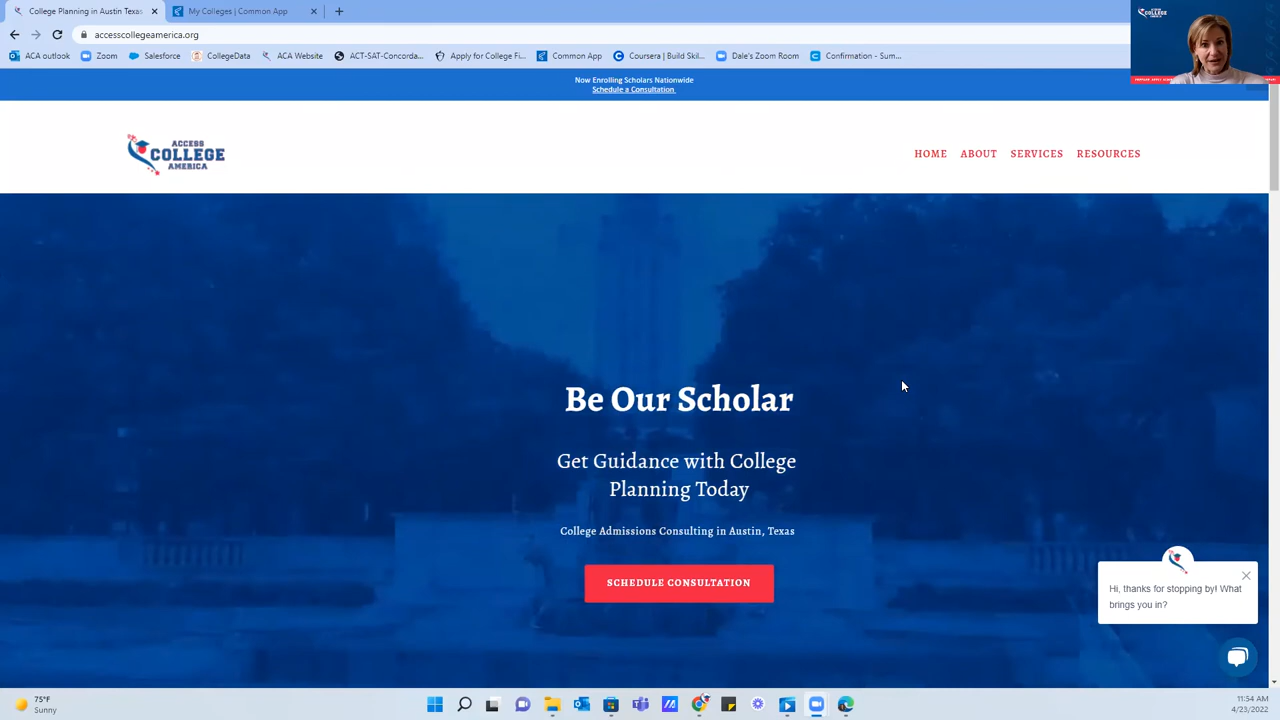 College Planning in Austin Texas
My College Apps
accesscollegeamerica.org
ACA outlook
Zoom
Salesforce
CollegeData
ACA Website
ACT-SAT-Concorda...
Apply for College Fi...
Common App
Coursera | Build Skil...
Dale's Zoom Room
Confirmation - Sum...
Now Enrolling Scholars Nationwide
Schedule a Consultation
ACCESS
COLLEGE
AMERICA
HOME
ABOUT
SERVICES
RESOURCES
Be Our Scholar
Get Guidance with College
Planning Today
College Admissions Consulting in Austin, Texas
SCHEDULE CONSULTATION
Hi, thanks for stopping by! What
brings you in?
75°F
Sunny
11:54 AM
4/23/2022